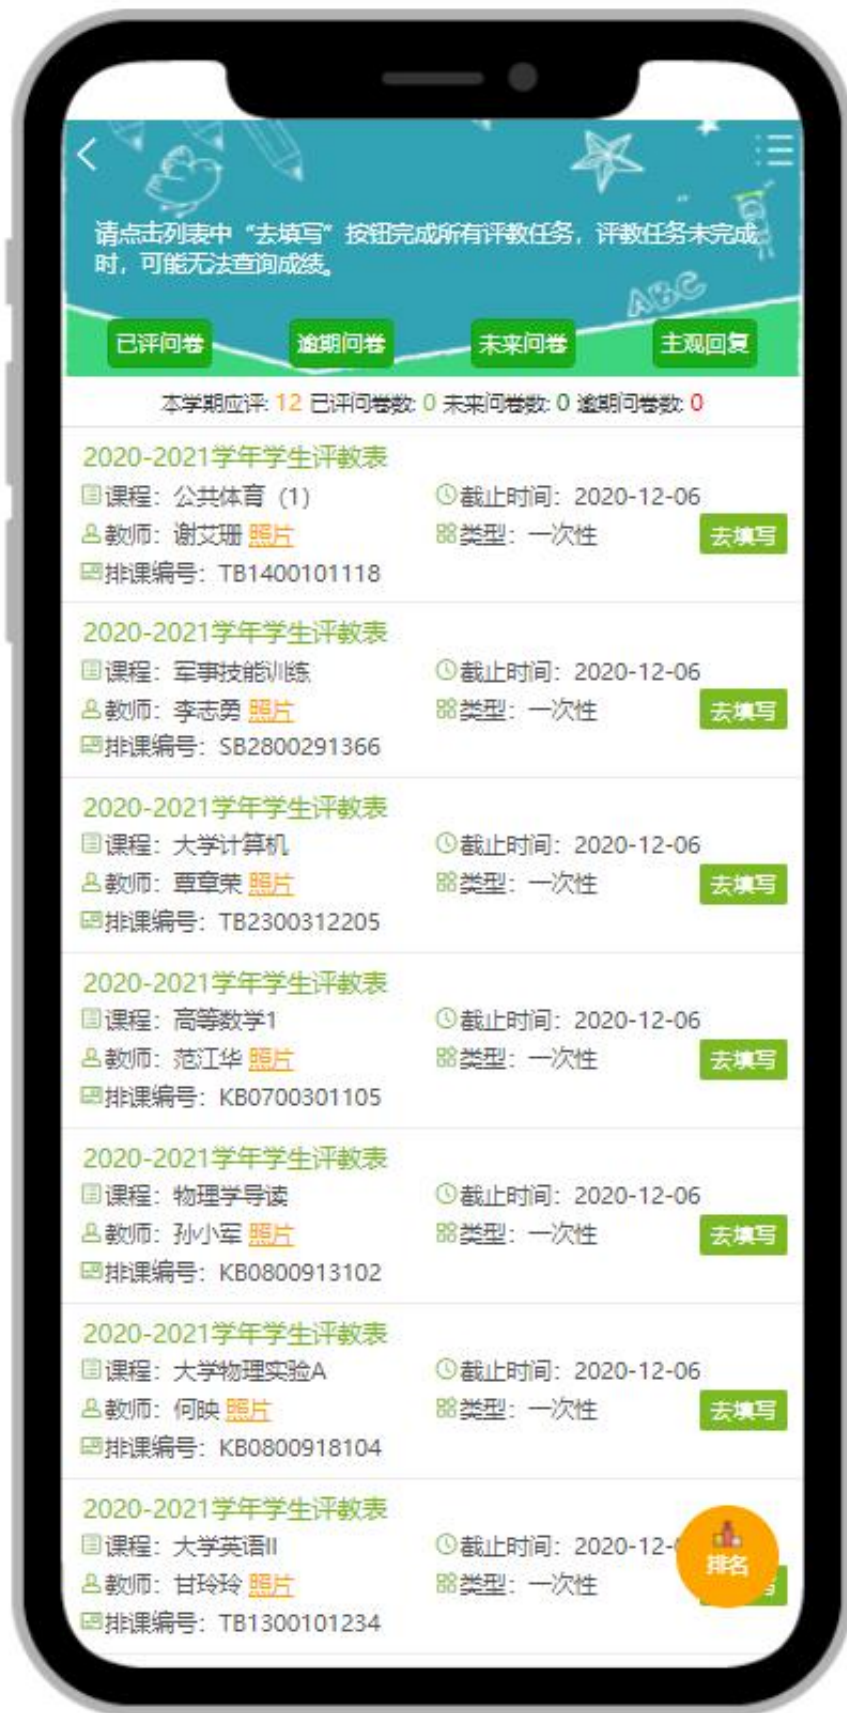 ABC
请点击列表中“去填写”按钮完成所有评教任务，评教任务未完成
时，可能无法查询成绩。
已评问卷 逾期问卷 未来问卷 主观回复
本学期应评: 12 已评问卷数: 0 未来问卷数: 0 逾期问卷数: 0
2020-2021学年学生评教表
课程：公共体育（1） 截止时间：2020-12-06
教师：谢艾珊 照片 类型：一次性 去填写
排课编号：TB1400101118
2020-2021学年学生评教表
课程：军事技能训练 截止时间：2020-12-06
教师：李志勇 照片 类型：一次性 去填写
排课编号：SB2800291366
2020-2021学年学生评教表
课程：大学计算机 截止时间：2020-12-06
教师：覃章荣 照片 类型：一次性 去填写
排课编号：TB2300312205
2020-2021学年学生评教表
课程：高等数学1 截止时间：2020-12-06
教师：范江华 照片 类型：一次性 去填写
排课编号：KB0700301105
2020-2021学年学生评教表
课程：物理学导读 截止时间：2020-12-06
教师：孙小军 照片 类型：一次性 去填写
排课编号：KB0800913102
2020-2021学年学生评教表
课程：大学物理实验A 截止时间：2020-12-06
教师：何映 照片 类型：一次性 去填写
排课编号：KB0800918104
2020-2021学年学生评教表
课程：大学英语II 截止时间：2020-12-
教师：甘玲玲 照片 类型：一次性 排名
排课编号：TB1300101234